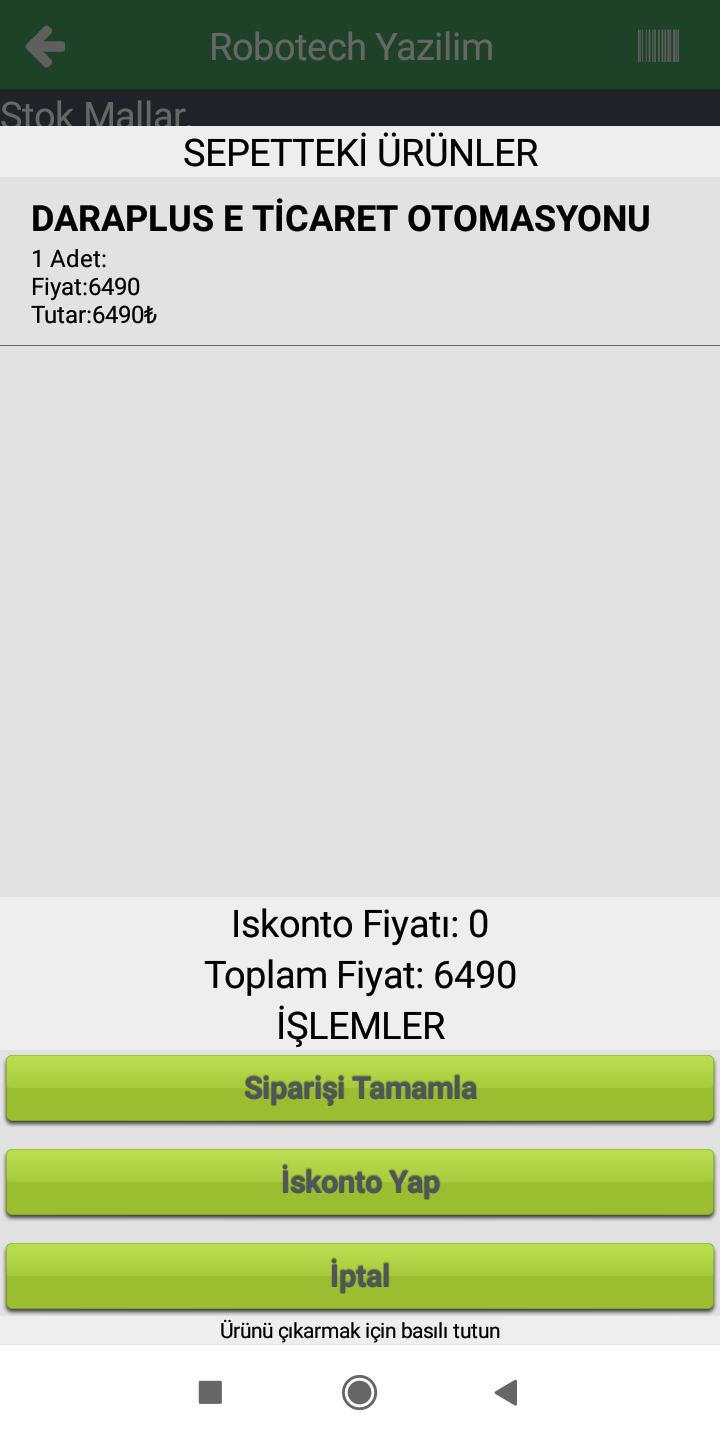 Robotech Yazilim
Stok Mallar.
SEPETTEKİ ÜRÜNLER
DARAPLUS E TİCARET OTOMASYONU
1 Adet:
Fiyat:6490
Tutar:6490₺
Iskonto Fiyatı: 0
Toplam Fiyat: 6490
İŞLEMLER
Siparişi Tamamla
İskonto Yap
İptal
Ürünü çıkarmak için basılı tutun